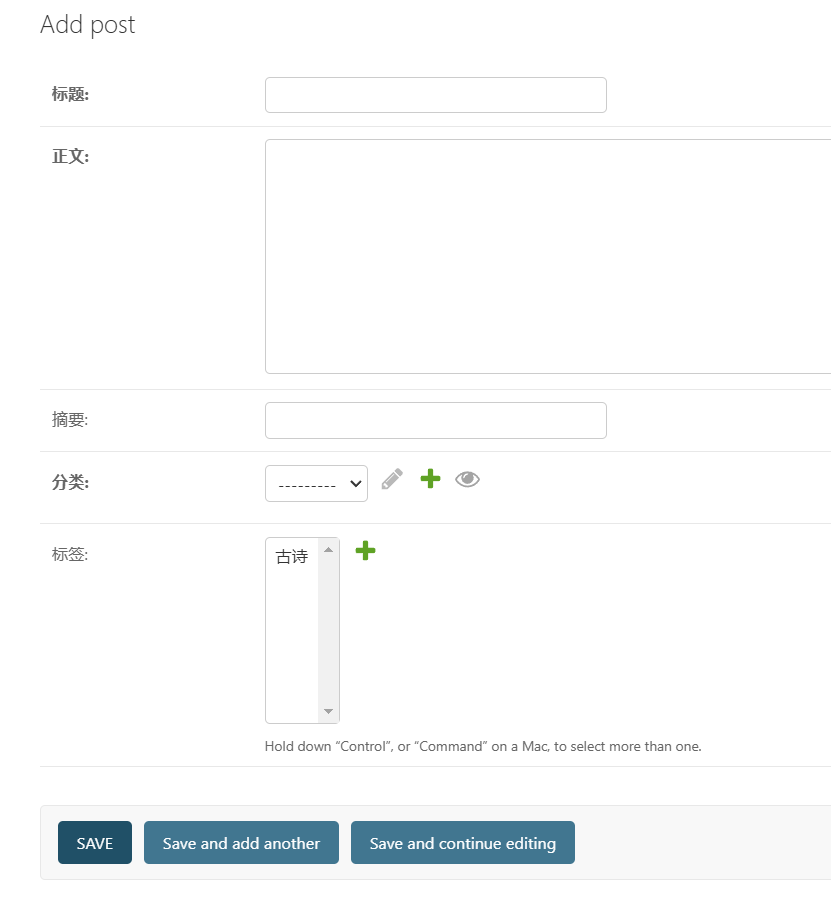 Add post
标题:
正文:
摘要:
分类:
---------
标签:
古诗
Hold down “Control”, or “Command” on a Mac, to select more than one.
SAVE
Save and add another
Save and continue editing